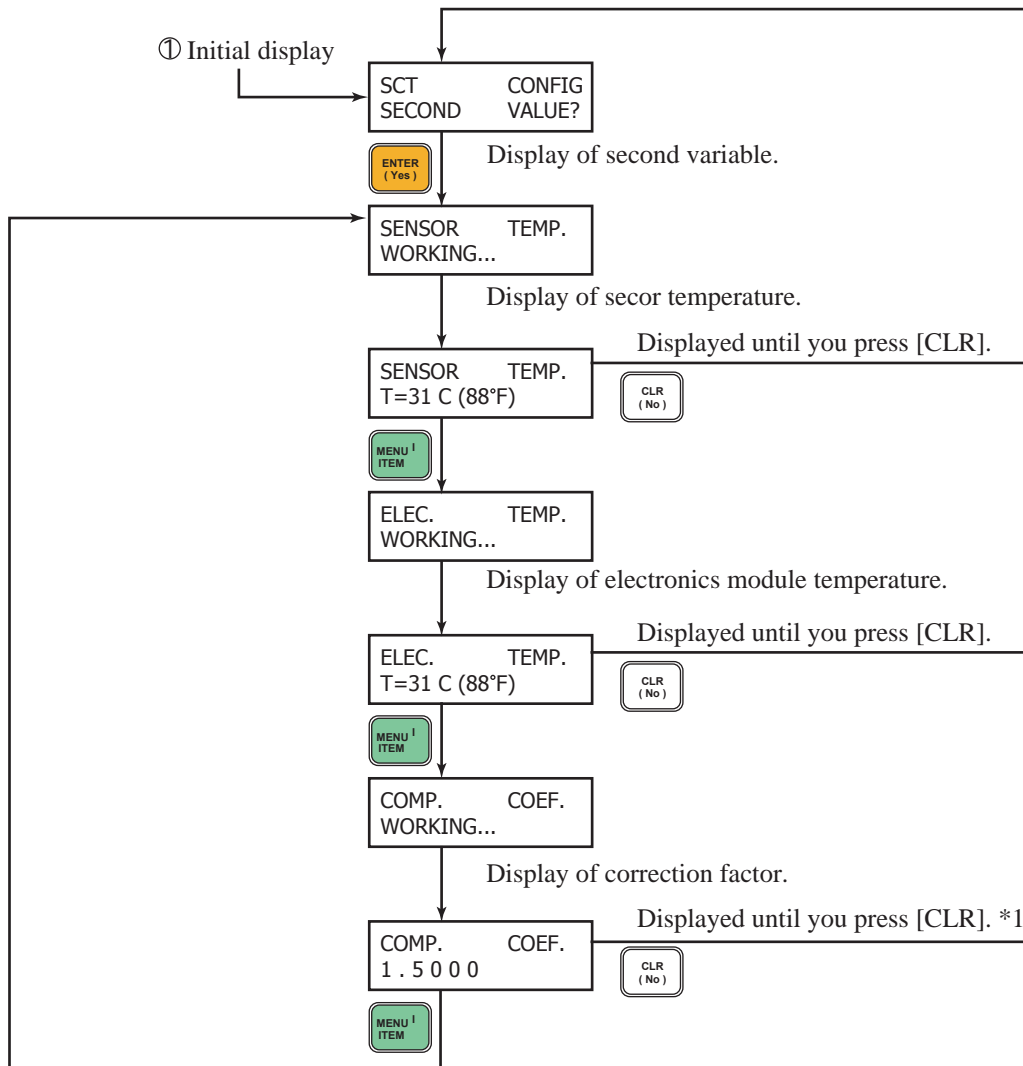 ① Initial display
SCT CONFIG
SECOND VALUE?
ENTER
( Yes )
Display of second variable.
SENSOR TEMP.
WORKING...
Display of secor temperature.
Displayed until you press [CLR].
SENSOR TEMP.
T=31 C (88°F)
CLR
( No )
MENU I
ITEM
ELEC. TEMP.
WORKING...
Display of electronics module temperature.
Displayed until you press [CLR].
ELEC. TEMP.
T=31 C (88°F)
CLR
( No )
MENU I
ITEM
COMP. COEF.
WORKING...
Display of correction factor.
Displayed until you press [CLR]. *1
COMP. COEF.
1 . 5 0 0 0
CLR
( No )
MENU I
ITEM